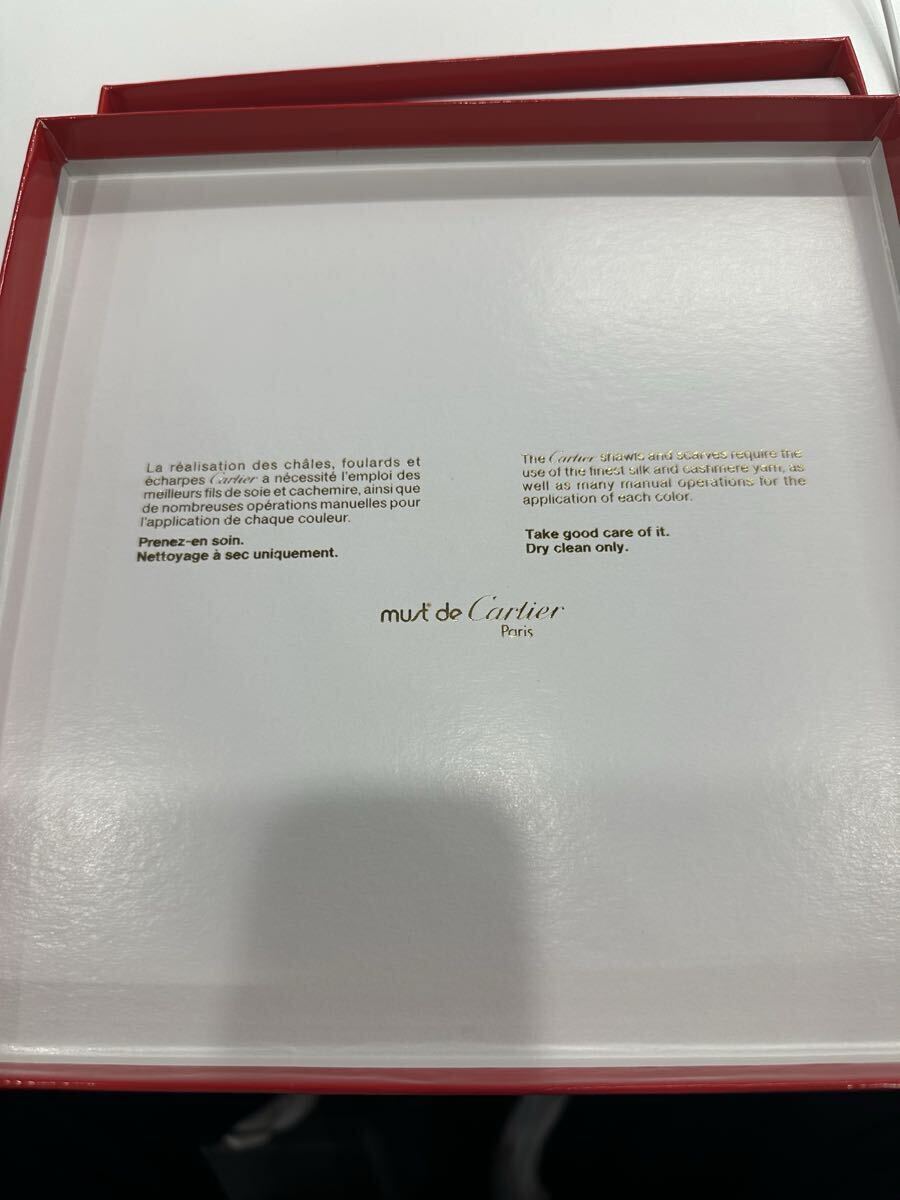 La réalisation des châles, foulards et
écharpes Cartier a nécessité l'emploi des
meilleurs fils de soie et cachemire, ainsi que
de nombreuses opérations manuelles pour
l'application de chaque couleur.
Prenez-en soin.
Nettoyage à sec uniquement.
The Cartier shawls and scarves require the
use of the finest silk and cashmere yarn, as
well as many manual operations for the
application of each color.
Take good care of it.
Dry clean only.
must de Cartier
Paris